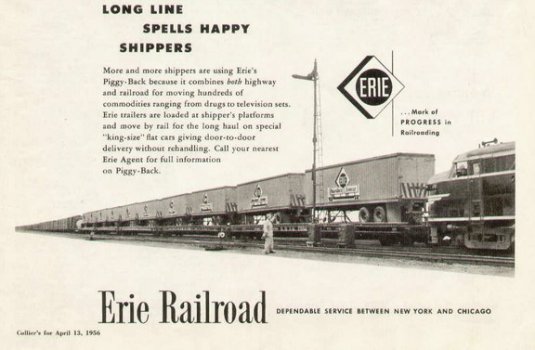 LONG LINE
SPELLS HAPPY
SHIPPERS
More and more shippers are using Erie's
Piggy-Back because it combines both highway
and railroad for moving hundreds of
commodities ranging from drugs to television sets.
Erie trailers are loaded at shipper's platforms
and move by rail for the long haul on special
"king-size" flat cars giving door-to-door
delivery without rehandling. Call your nearest
Erie Agent for full information
on Piggy-Back.
ERIE
...Mark of
PROGRESS in
Railroading
Erie Railroad
DEPENDABLE SERVICE BETWEEN NEW YORK AND CHICAGO
Collier's for April 13, 1956